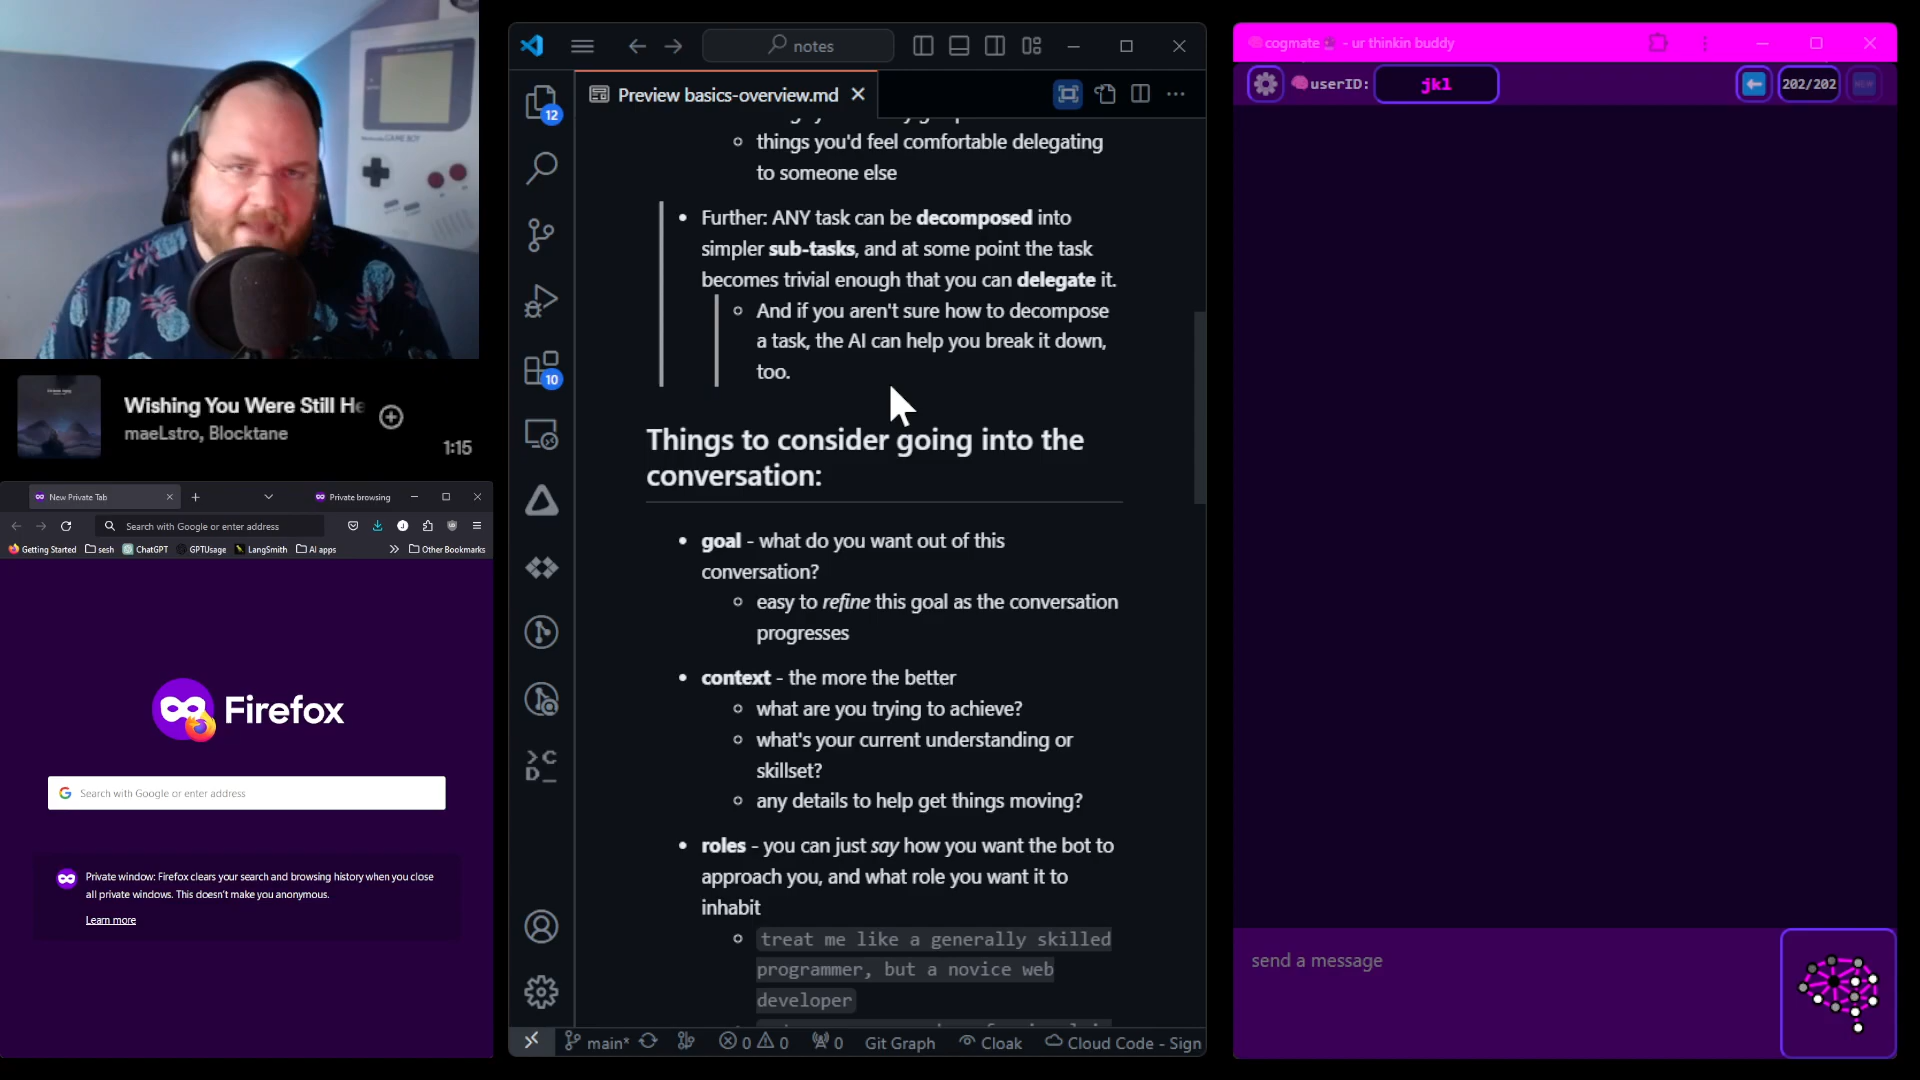 Nintendo GAME BOY
Wishing You Were Still He
maeLstro, Blocktane
1:15
New Private Tab
Private browsing
Search with Google or enter address
Getting Started
sesh
ChatGPT
GPTUsage
LangSmith
AI apps
Other Bookmarks
Firefox
Search with Google or enter address
Private window: Firefox clears your search and browsing history when you close
all private windows. This doesn't make you anonymous.
Learn more
notes
Preview basics-overview.md
12
10
things you'd feel comfortable delegating
to someone else
Further: ANY task can be decomposed into
simpler sub-tasks, and at some point the task
becomes trivial enough that you can delegate it.
And if you aren't sure how to decompose
a task, the AI can help you break it down,
too.
Things to consider going into the
conversation:
goal - what do you want out of this
conversation?
easy to refine this goal as the conversation
progresses
context - the more the better
what are you trying to achieve?
what's your current understanding or
skillset?
any details to help get things moving?
roles - you can just say how you want the bot to
approach you, and what role you want it to
inhabit
treat me like a generally skilled
programmer, but a novice web
developer
main*
0
0
0
Git Graph
Cloak
Cloud Code - Sign
cogmate - ur thinkin buddy
userID:
jkl
202/202
NEW
send a message